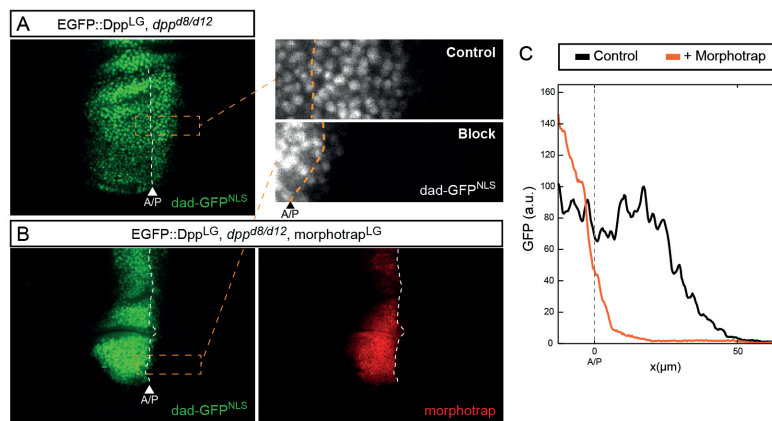 A
EGFP::Dpp^LG, dpp^d8/d12
Control
Block
dad-GFP^NLS
A/P
dad-GFP^NLS
A/P
B
EGFP::Dpp^LG, dpp^d8/d12, morphotrap^LG
A/P
dad-GFP^NLS
morphotrap
C
Control
+ Morphotrap
160
140
120
100
80
60
40
20
0
GFP (a.u.)
0
50
A/P
x(μm)